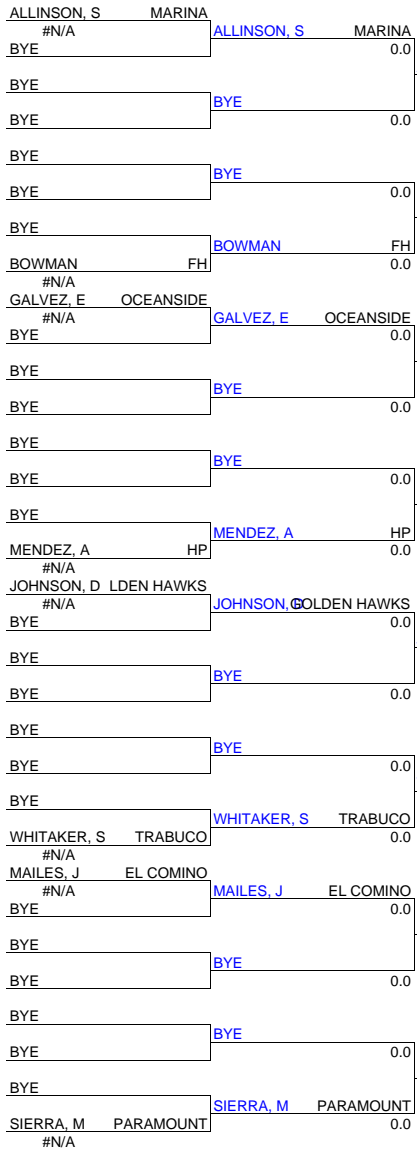 ALLINSON, S MARINA
#N/A
ALLINSON, S MARINA
BYE
0.0
BYE
BYE
BYE
0.0
BYE
BYE
BYE
0.0
BYE
BOWMAN FH
BOWMAN FH
0.0
#N/A
GALVEZ, E OCEANSIDE
#N/A
GALVEZ, E OCEANSIDE
BYE
0.0
BYE
BYE
BYE
0.0
BYE
BYE
BYE
0.0
BYE
MENDEZ, A HP
MENDEZ, A HP
0.0
#N/A
JOHNSON, D LDEN HAWKS
#N/A
JOHNSON, GOLDEN HAWKS
BYE
0.0
BYE
BYE
BYE
0.0
BYE
BYE
BYE
0.0
BYE
WHITAKER, S TRABUCO
WHITAKER, S TRABUCO
0.0
#N/A
MAILES, J EL COMINO
#N/A
MAILES, J EL COMINO
BYE
0.0
BYE
BYE
BYE
0.0
BYE
BYE
BYE
0.0
BYE
SIERRA, M PARAMOUNT
SIERRA, M PARAMOUNT
0.0
#N/A